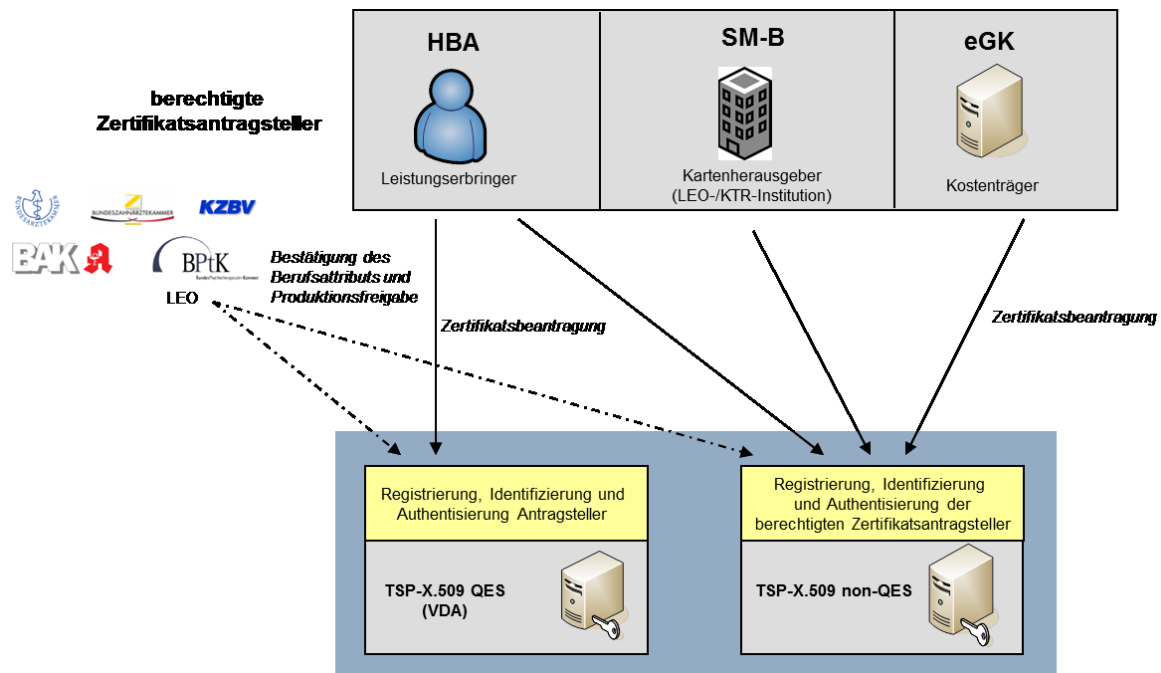 HBA
SM-B
eGK
berechtigte
Zertifikatsantragsteller
Leistungserbringer
Kartenherausgeber
(LEO-/KTR-Institution)
Kostenträger
BUNDESÄRZTEKAMMER
BUNDESZAHNÄRZTEKAMMER
KZBV
BAK
BPtK
BundesPsychotherapeutenKammer
LEO
Bestätigung des
Berufsattributs und
Produktionsfreigabe
Zertifikatsbeantragung
Zertifikatsbeantragung
Registrierung, Identifizierung und
Authentisierung Antragsteller
Registrierung, Identifizierung
und Authentisierung der
berechtigten Zertifikatsantragsteller
TSP-X.509 QES
(VDA)
TSP-X.509 non-QES